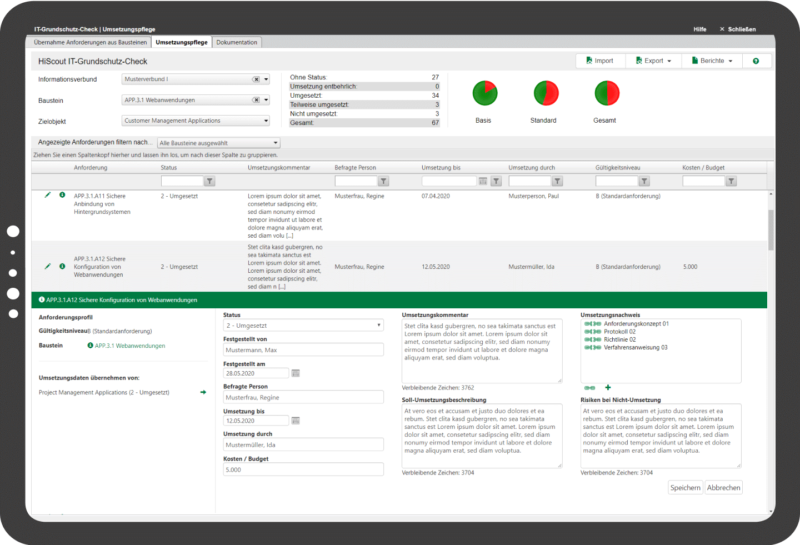 IT-Grundschutz-Check | Umsetzungspflege
Hilfe
✕ Schließen
Übernahme Anforderungen aus Bausteinen
Umsetzungspflege
Dokumentation
HiScout IT-Grundschutz-Check
Import
Export
Berichte
Informationsverbund
Musterverbund I
Baustein
APP.3.1 Webanwendungen
Zielobjekt
Customer Management Applications
Ohne Status: 27
Umsetzung entbehrlich: 0
Umgesetzt: 34
Teilweise umgesetzt: 3
Nicht umgesetzt: 3
Gesamt: 67
Basis
Standard
Gesamt
Angezeigte Anforderungen filtern nach...
Alle Bausteine ausgewählt
Ziehen Sie einen Spaltenkopf hierher und lassen ihn los, um nach dieser Spalte zu gruppieren.
Anforderung
Status
Umsetzungskommentar
Befragte Person
Umsetzung bis
Umsetzung durch
Gültigkeitsniveau
Kosten / Budget
APP.3.1.A11 Sichere
Anbindung von
Hintergrundsystemen
2 - Umgesetzt
Lorem ipsum dolor sit amet,
consetetur sadipscing elitr,
sed diam nonumy eirmod
tempor invidunt ut labore et
dolore magna aliquyam erat,
sed diam volu [...]
Musterfrau, Regine
07.04.2020
Musterperson, Paul
B (Standardanforderung)
APP.3.1.A12 Sichere
Konfiguration von
Webanwendungen
2 - Umgesetzt
Stet clita kasd gubergren, no
sea takimata sanctus est
Lorem ipsum dolor sit amet.
Lorem ipsum dolor sit amet,
consetetur sadipscing elitr,
sed diam n [...]
Musterfrau, Regine
12.05.2020
Mustermüller, Ida
B (Standardanforderung)
5.000
APP.3.1.A12 Sichere Konfiguration von Webanwendungen
Anforderungsprofil
Gültigkeitniveau: (Standardanforderung)
Baustein
APP.3.1 Webanwendungen
Umsetzungsdaten übernehmen von:
Project Management Applications (2 - Umgesetzt)
Status
2 - Umgesetzt
Festgestellt von
Mustermann, Max
Festgestellt am
28.05.2020
Befragte Person
Musterfrau, Regine
Umsetzung bis
12.05.2020
Umsetzung durch
Mustermüller, Ida
Kosten / Budget
5.000
Umsetzungskommentar
Stet clita kasd gubergren, no sea takimata sanctus est
Lorem ipsum dolor sit amet. Lorem ipsum dolor sit
amet, consetetur sadipscing elitr, sed diam nonumy
eirmod tempor invidunt ut labore et dolore magna
aliquyam erat, sed diam voluptua.
Verbleibende Zeichen: 3762
Soll-Umsetzungsbeschreibung
At vero eos et accusam et justo duo dolores et ea
rebum. Stet clita kasd gubergren, no sea takimata
sanctus est Lorem ipsum dolor sit amet. Lorem ipsum
dolor sit amet, consetetur sadipscing elitr, sed diam
nonumy eirmod tempor invidunt ut labore et dolore
magna aliquyam erat, sed diam voluptua.
Verbleibende Zeichen: 3704
Umsetzungsnachweis
Anforderungskonzept 01
Protokoll 02
Richtlinie 02
Verfahrensanweisung 03
Risiken bei Nicht-Umsetzung
At vero eos et accusam et justo duo dolores et ea
rebum. Stet clita kasd gubergren, no sea takimata
sanctus est Lorem ipsum dolor sit amet. Lorem ipsum
dolor sit amet, consetetur sadipscing elitr, sed diam
nonumy eirmod tempor invidunt ut labore et dolore
magna aliquyam erat, sed diam voluptua.
Verbleibende Zeichen: 3704
Speichern
Abbrechen